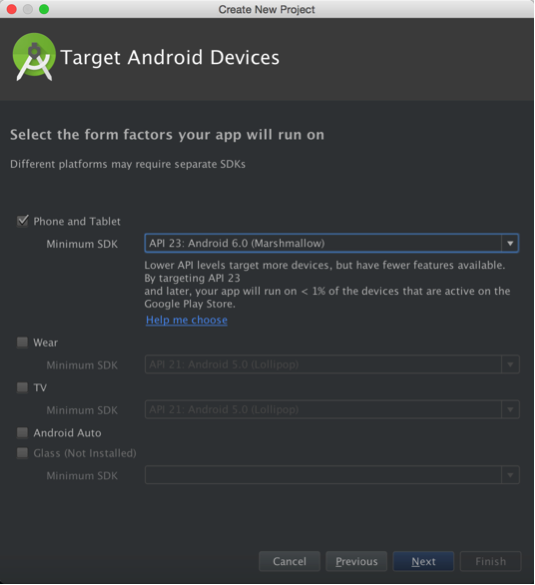 Create New Project
Target Android Devices
Select the form factors your app will run on
Different platforms may require separate SDKs
Phone and Tablet
Minimum SDK
API 23: Android 6.0 (Marshmallow)
Lower API levels target more devices, but have fewer features available.
By targeting API 23
and later, your app will run on < 1% of the devices that are active on the
Google Play Store.
Help me choose
Wear
Minimum SDK
API 21: Android 5.0 (Lollipop)
TV
Minimum SDK
API 21: Android 5.0 (Lollipop)
Android Auto
Glass (Not Installed)
Minimum SDK
Cancel
Previous
Next
Finish